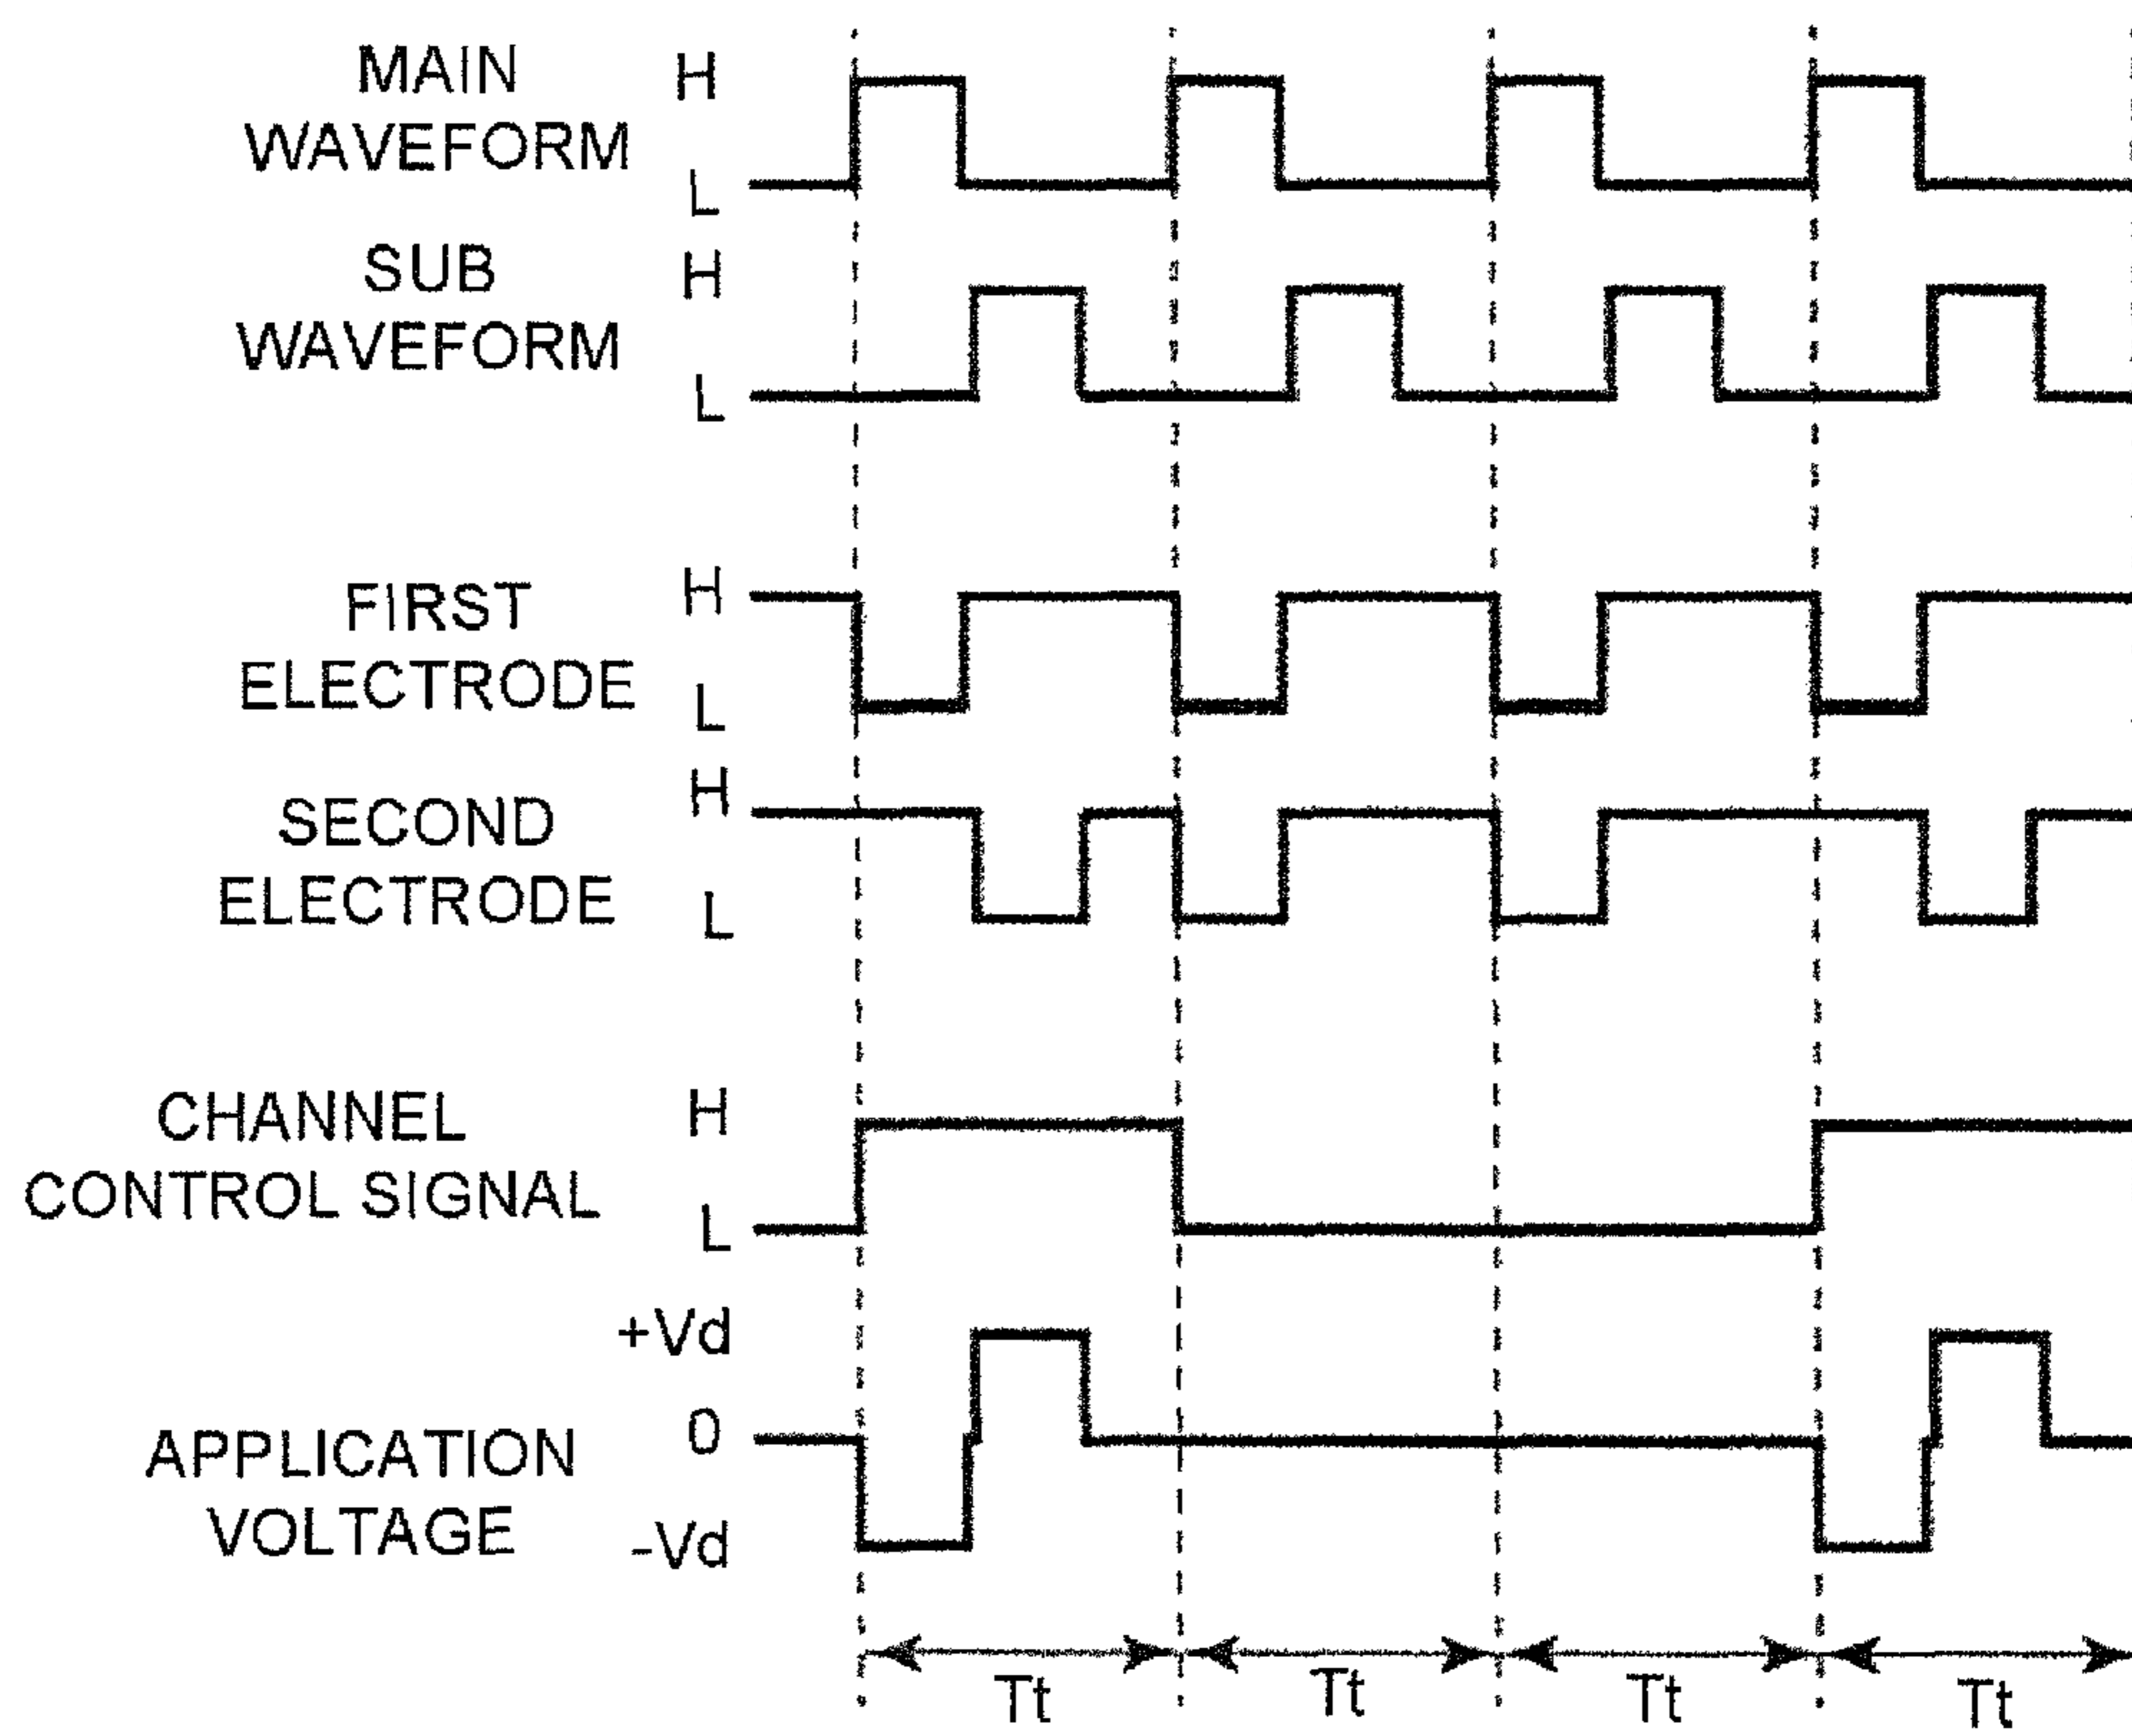 MAIN
WAVEFORM
H
L
SUB
WAVEFORM
H
L
FIRST
ELECTRODE
H
L
SECOND
ELECTRODE
H
L
CHANNEL
CONTROL SIGNAL
H
L
APPLICATION
VOLTAGE
+Vd
0
-Vd
Tt Tt Tt Tt